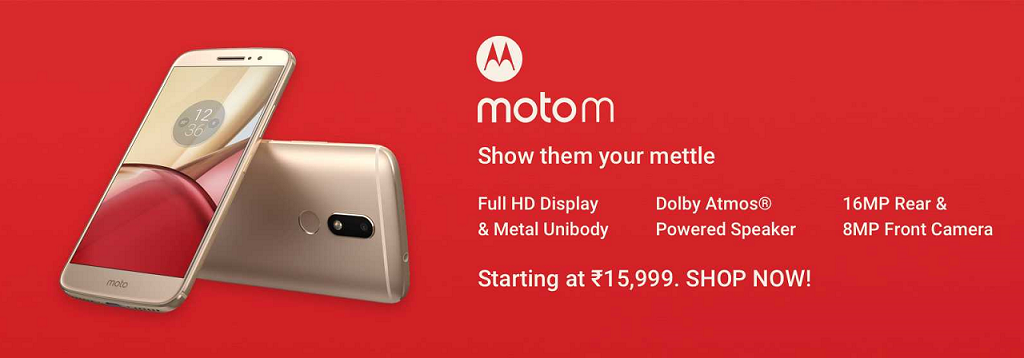 12
36
moto
moto m
Show them your mettle
Full HD Display
& Metal Unibody
Dolby Atmos®
Powered Speaker
16MP Rear &
8MP Front Camera
Starting at ₹15,999. SHOP NOW!